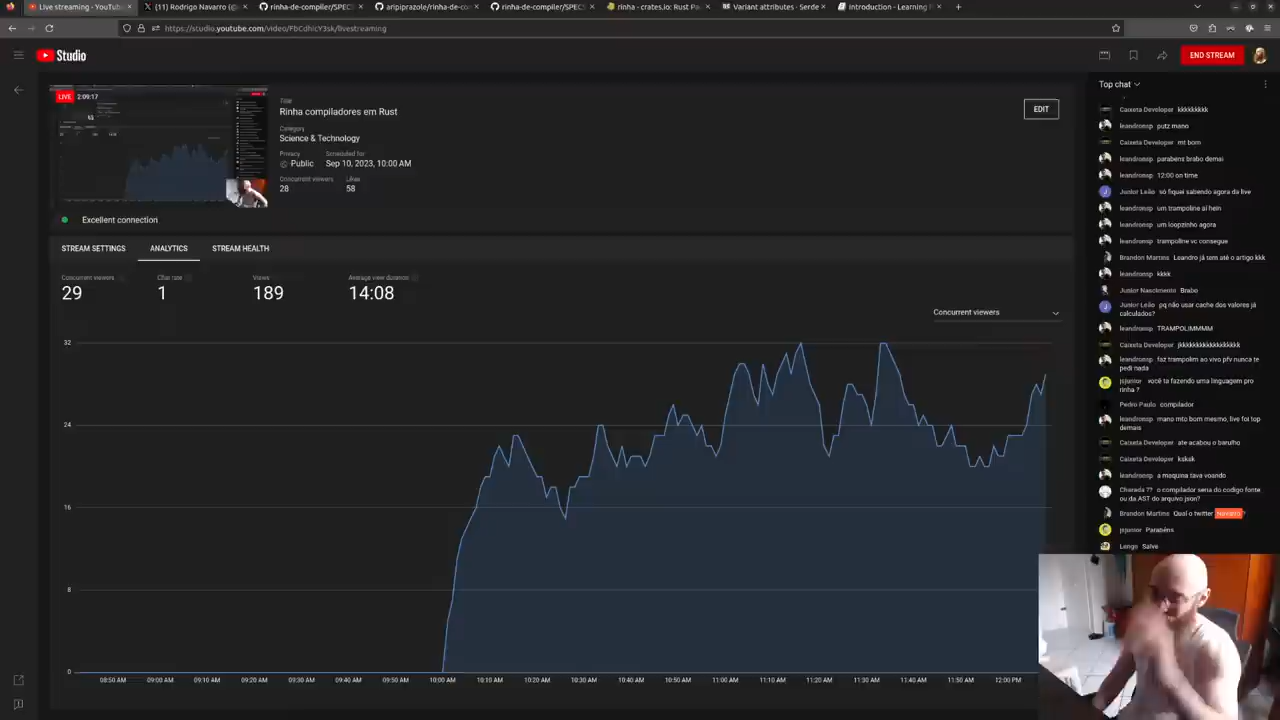 Live streaming - YouTube
(11) Rodrigo Navarro (@
rinha-de-compiler/SPEC
aripiprazole/rinha-de-co
rinha-de-compiler/SPEC
rinha - crates.io: Rust Pa
Variant attributes · Serde
introduction - Learning
https://studio.youtube.com/video/FbCdhicY3sk/livestreaming
Studio
END STREAM
LIVE 2:09:17
Title
Rinha compiladores em Rust
EDIT
Category
Science & Technology
Privacy
Scheduled for
Public
Sep 10, 2023, 10:00 AM
Concurrent viewers
Likes
28
58
Excellent connection
STREAM SETTINGS
ANALYTICS
STREAM HEALTH
Concurrent viewers
Chat rate
Views
Average view duration
29
1
189
14:08
Concurrent viewers
32
24
16
8
0
08:50 AM
09:00 AM
09:10 AM
09:20 AM
09:30 AM
09:40 AM
09:50 AM
10:00 AM
10:10 AM
10:20 AM
10:30 AM
10:40 AM
10:50 AM
11:00 AM
11:10 AM
11:20 AM
11:30 AM
11:40 AM
11:50 AM
12:00 PM
Top chat
Caixeta Developer kkkkkkkkk
leandronsp putz mano
Caixeta Developer mt bom
leandronsp parabens brabo demai
leandronsp 12:00 on time
Junior Leão só fiquei sabendo agora da live
leandronsp um trampoline aí hein
leandronsp um loopzinho agora
leandronsp trampoline vc consegue
Brandon Martins Leandro já tem até o artigo kkk
leandronsp kkkk
Junior Nascimento Brabo
Junior Leão pq não usar cache dos valores já
calculados?
leandronsp TRAMPOLIMMMM
Caixeta Developer jkkkkkkkkkkkkkkkkk
leandronsp faz trampolim ao vivo pfv nunca te
pedi nada
jsjunior você ta fazendo uma linguagem pro
rinha ?
Pedro Paulo compilador
leandronsp mano mto bom mesmo, live foi top
demais
Caixeta Developer ate acabou o barulho
Caixeta Developer kskak
leandronsp a maquina tava voando
Charada ?? o compilador seria do codigo fonte
ou da AST do arquivo json?
Brandon Martins Qual o twitter Navarro?
jsjunior Parabéns
Lengo Salve